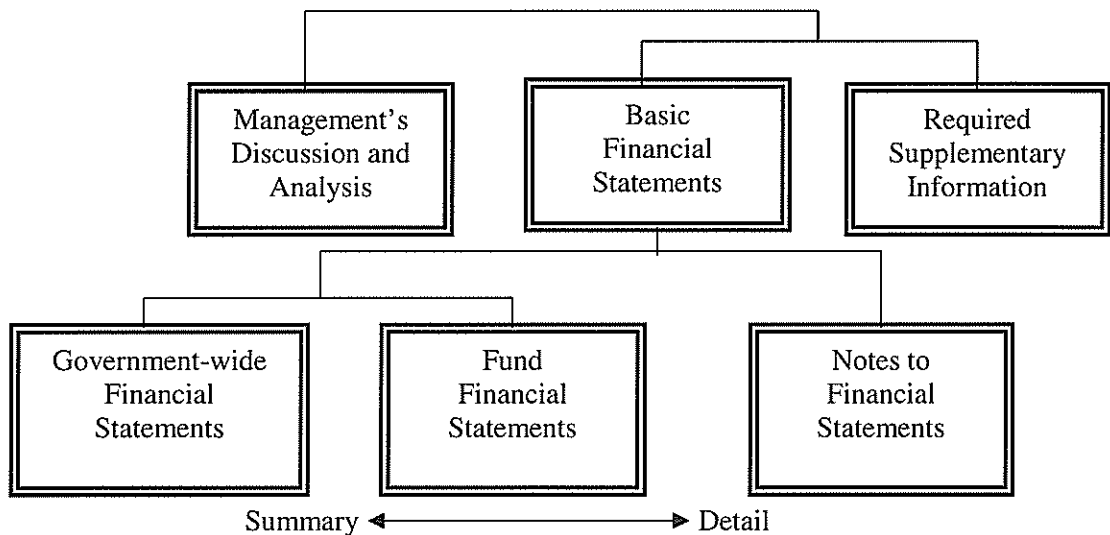 Management's
Discussion and
Analysis
Basic
Financial
Statements
Required
Supplementary
Information
Government-wide
Financial
Statements
Fund
Financial
Statements
Notes to
Financial
Statements
Summary Detail